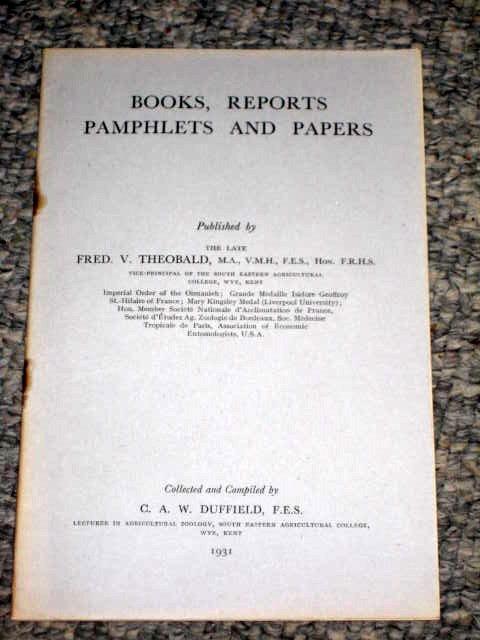 BOOKS, REPORTS
PAMPHLETS AND PAPERS
Published by
THE LATE
FRED. V. THEOBALD, M.A., V.M.H., F.E.S., HON. F.R.H.S.
VICE-PRINCIPAL OF THE SOUTH EASTERN AGRICULTURAL
COLLEGE, WYE, KENT
Imperial Order of the Osmanieh; Grande Medaille Isidore Geoffroy
St.-Hilaire of France; Mary Kingsley Medal (Liverpool University);
Hon. Member Societé Nationale d'Acclimatation de France,
Société d'Études Ag. Zoologie de Bordeaux, Soc. Médecine
Tropicale de Paris, Association of Economic
Entomologists, U.S.A.
Collected and Compiled by
C. A. W. DUFFIELD, F.E.S.
LECTURER IN AGRICULTURAL ZOOLOGY, SOUTH EASTERN AGRICULTURAL COLLEGE,
WYE, KENT
1931